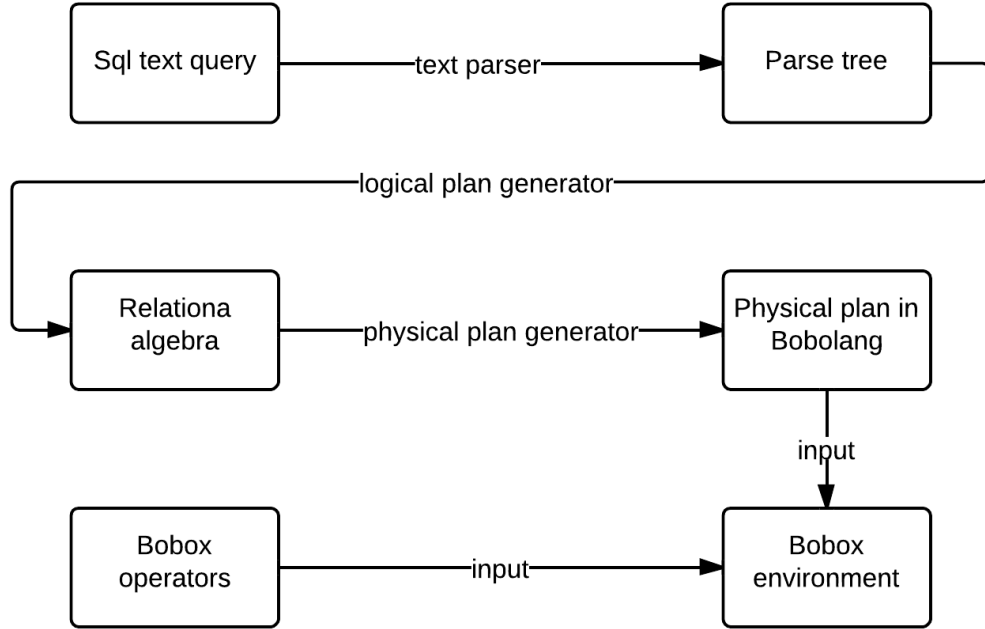 Sql text query
text parser
Parse tree
logical plan generator
Relationa
algebra
physical plan generator
Physical plan in
Bobolang
input
Bobox
operators
input
Bobox
environment